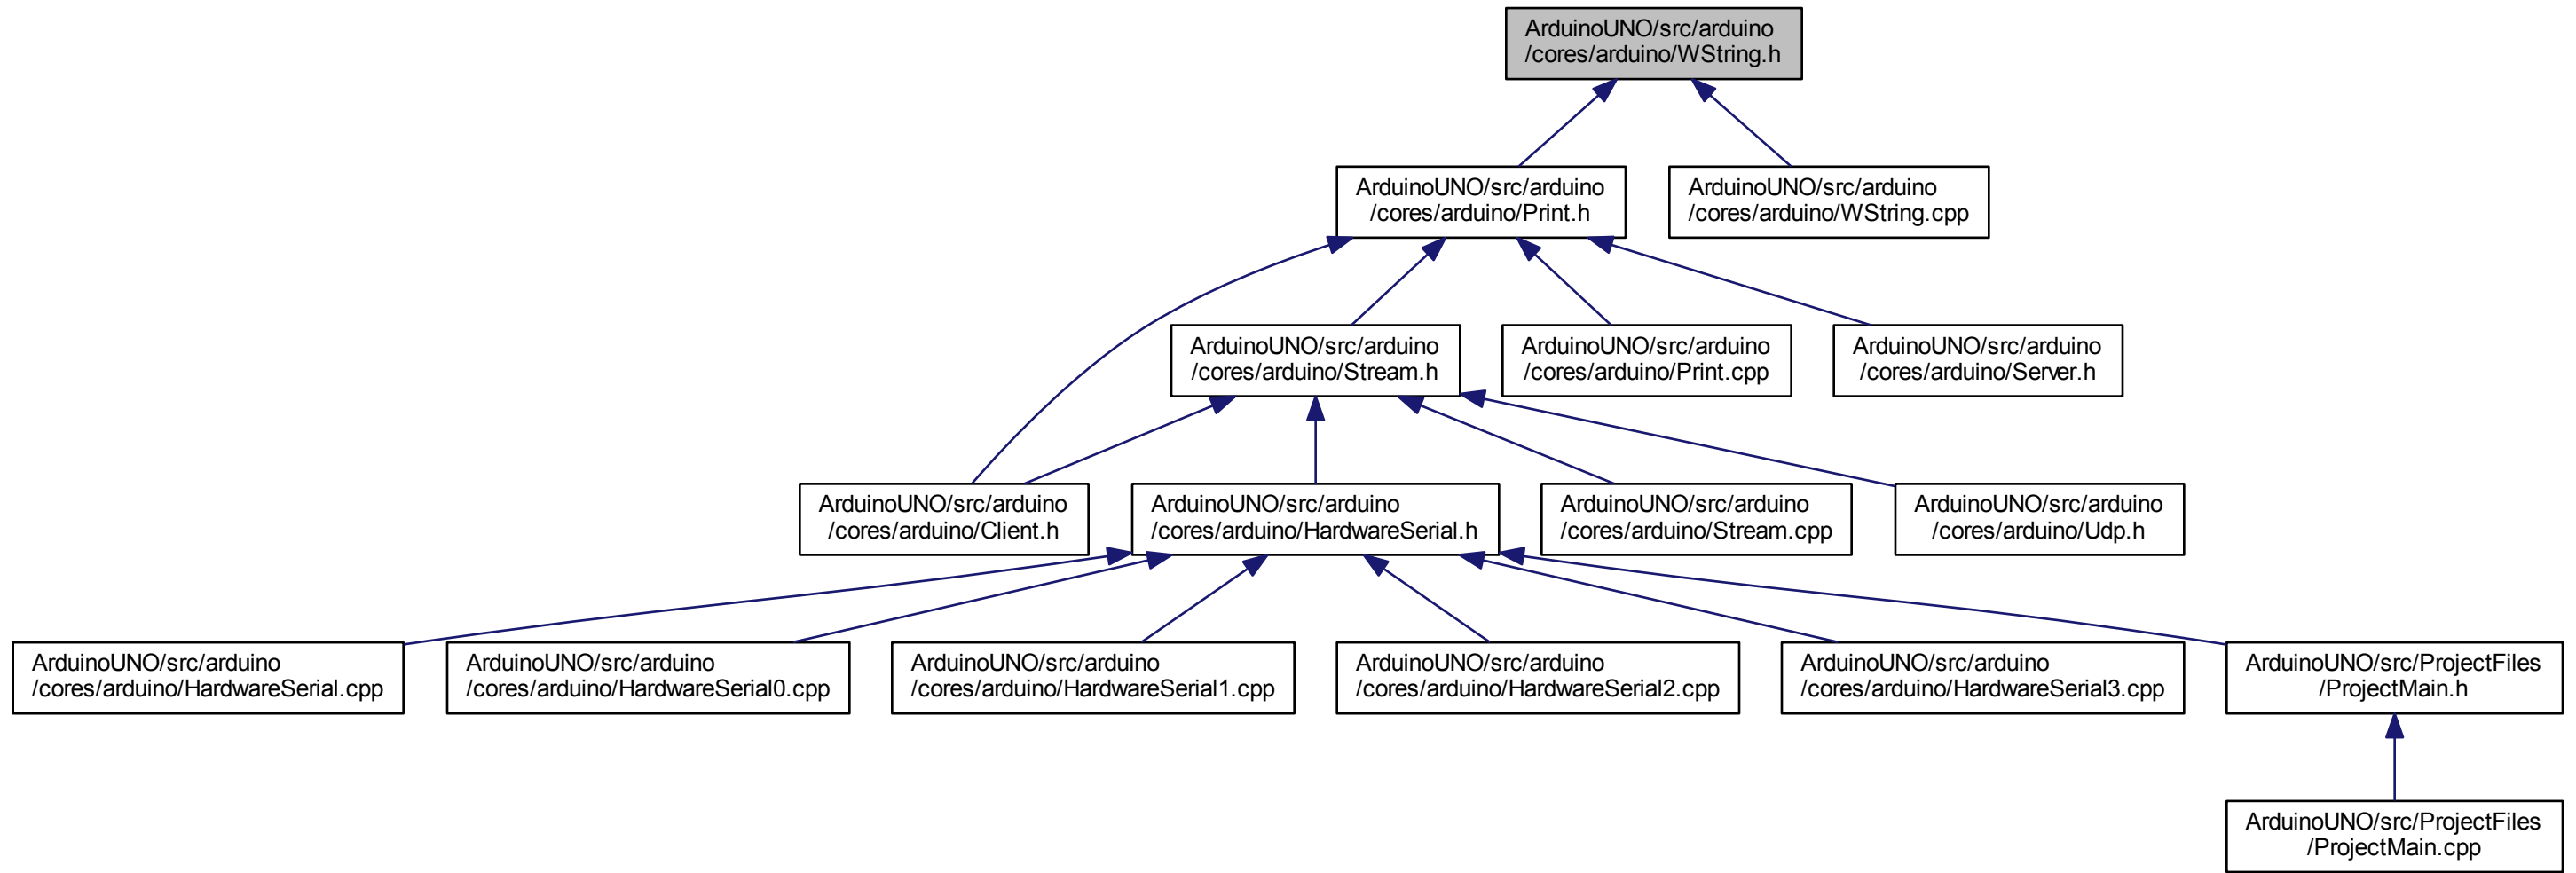 ArduinoUNO/src/arduino
/cores/arduino/WString.h
ArduinoUNO/src/arduino
/cores/arduino/Print.h
ArduinoUNO/src/arduino
/cores/arduino/WString.cpp
ArduinoUNO/src/arduino
/cores/arduino/Stream.h
ArduinoUNO/src/arduino
/cores/arduino/Print.cpp
ArduinoUNO/src/arduino
/cores/arduino/Server.h
ArduinoUNO/src/arduino
/cores/arduino/Client.h
ArduinoUNO/src/arduino
/cores/arduino/HardwareSerial.h
ArduinoUNO/src/arduino
/cores/arduino/Stream.cpp
ArduinoUNO/src/arduino
/cores/arduino/Udp.h
ArduinoUNO/src/arduino
/cores/arduino/HardwareSerial.cpp
ArduinoUNO/src/arduino
/cores/arduino/HardwareSerial0.cpp
ArduinoUNO/src/arduino
/cores/arduino/HardwareSerial1.cpp
ArduinoUNO/src/arduino
/cores/arduino/HardwareSerial2.cpp
ArduinoUNO/src/arduino
/cores/arduino/HardwareSerial3.cpp
ArduinoUNO/src/ProjectFiles
/ProjectMain.h
ArduinoUNO/src/ProjectFiles
/ProjectMain.cpp